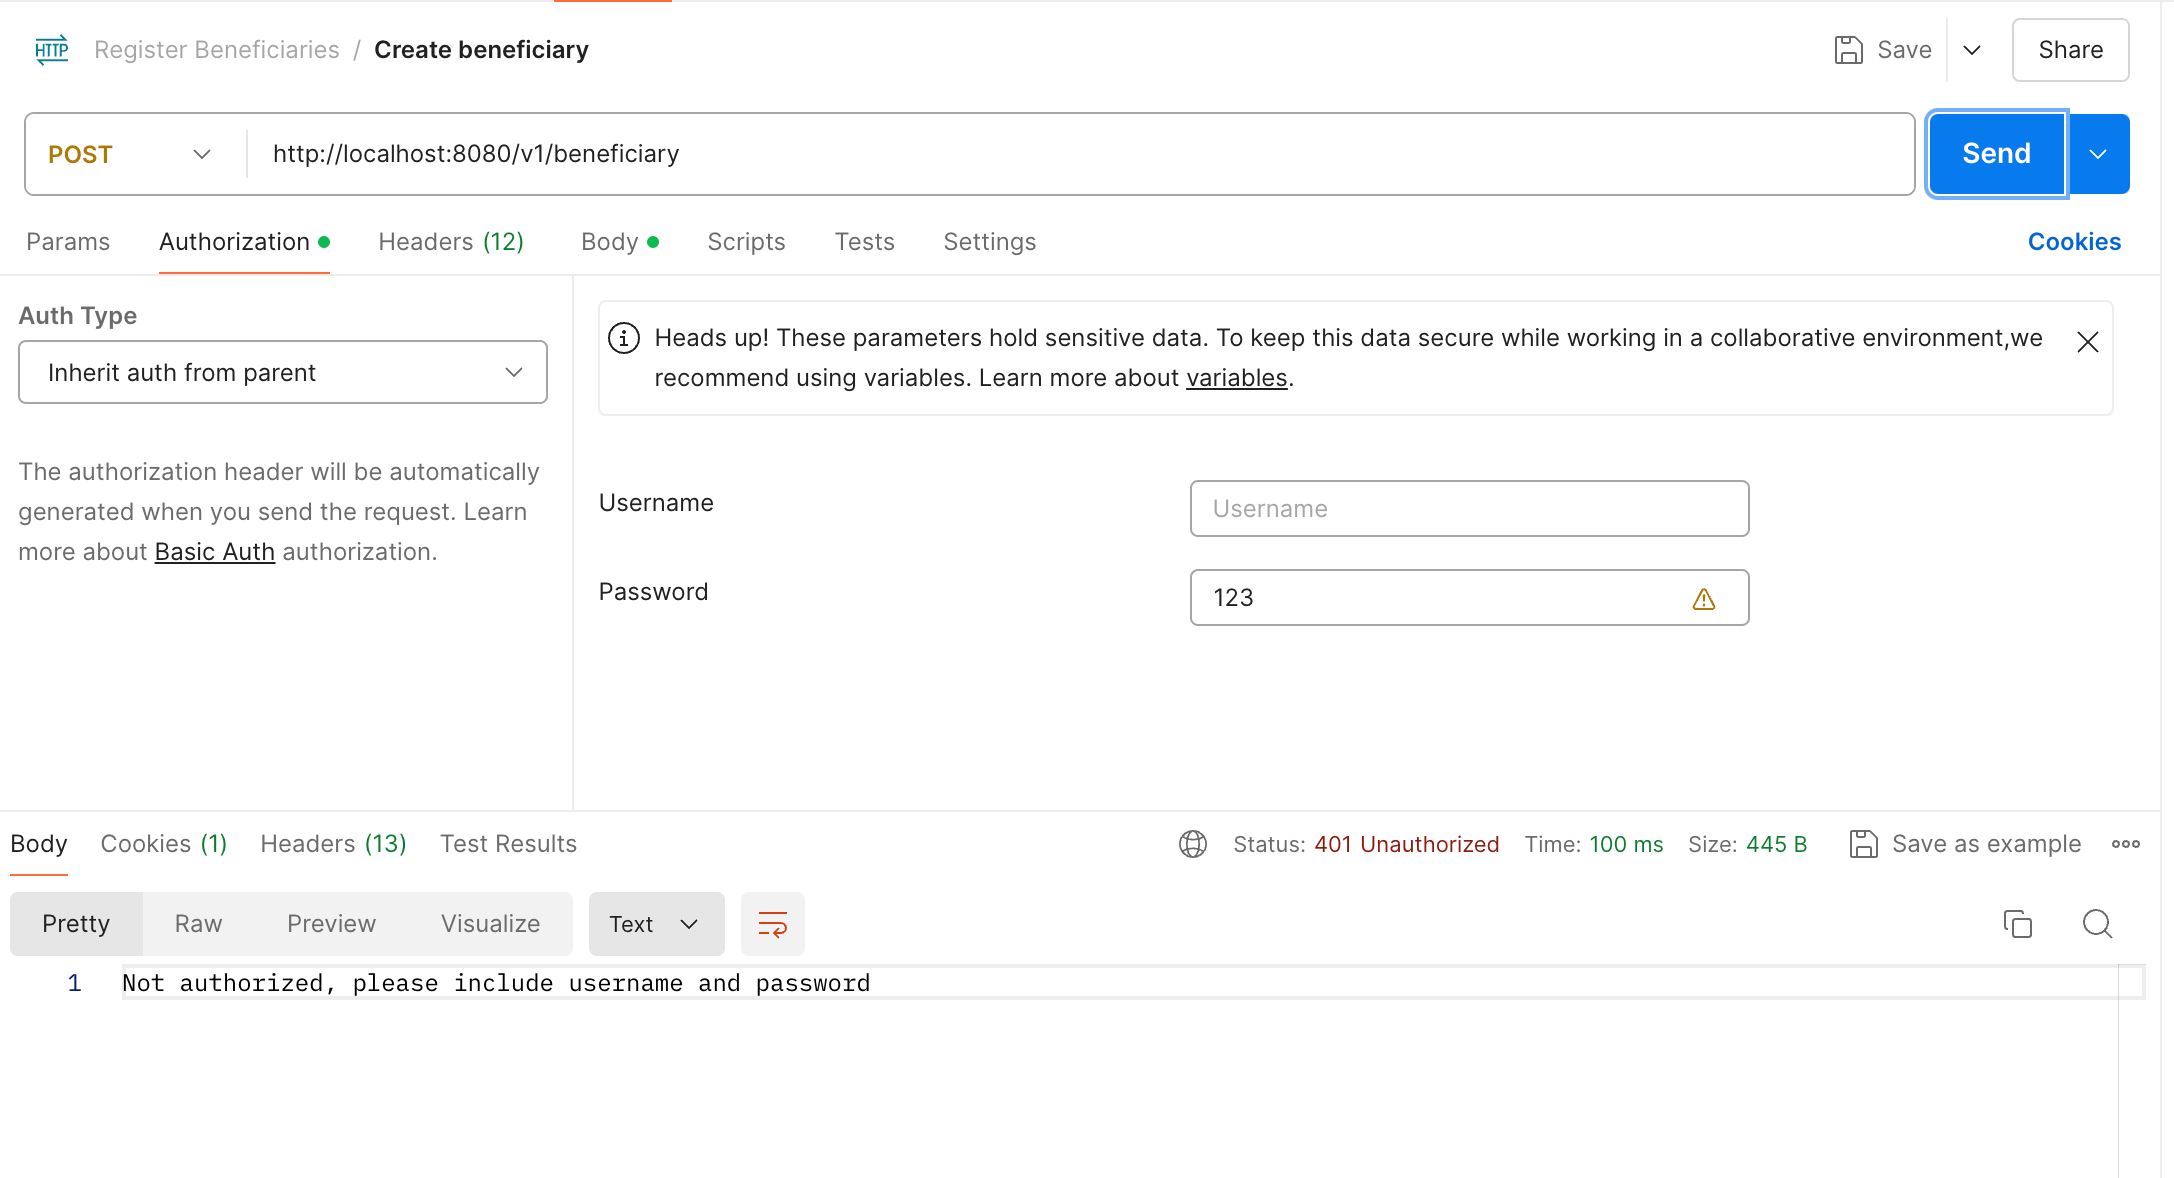 HTTP Register Beneficiaries / Create beneficiary Save Share
POST http://localhost:8080/v1/beneficiary Send
Params Authorization Headers (12) Body Scripts Tests Settings Cookies
Auth Type
Inherit auth from parent
The authorization header will be automatically
generated when you send the request. Learn
more about Basic Auth authorization.
Heads up! These parameters hold sensitive data. To keep this data secure while working in a collaborative environment,we
recommend using variables. Learn more about variables.
Username Username
Password 123
Body Cookies (1) Headers (13) Test Results Status: 401 Unauthorized Time: 100 ms Size: 445 B Save as example
Pretty Raw Preview Visualize Text
1 Not authorized, please include username and password